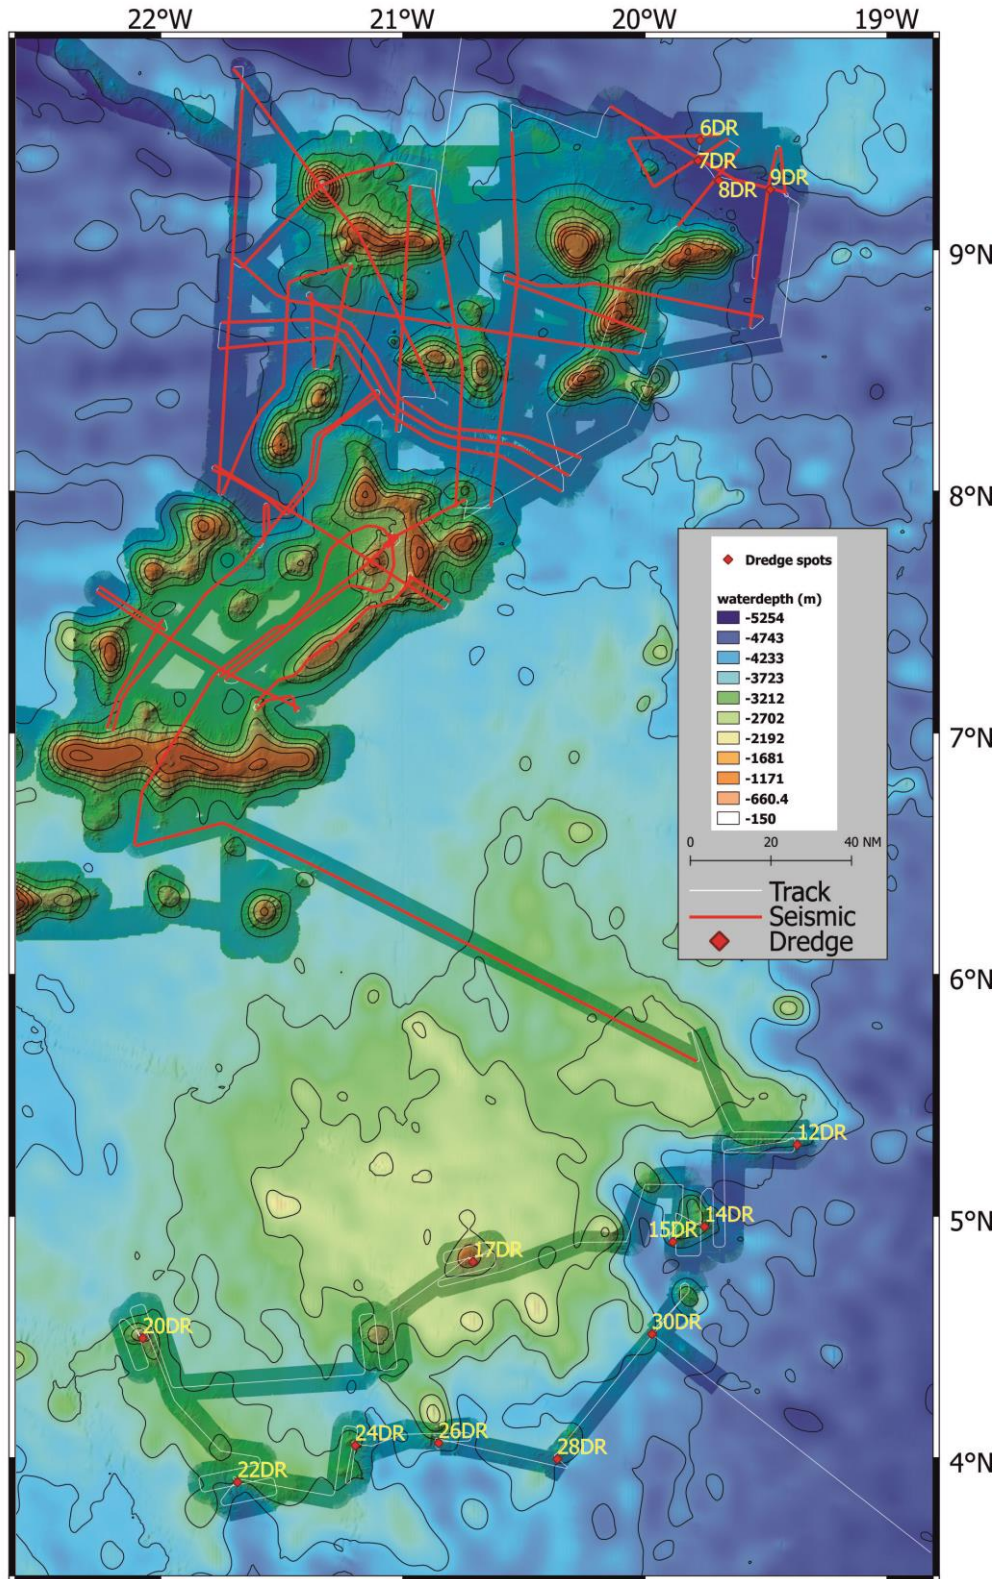 22°W 21°W 20°W 19°W
6DR
7DR
8DR 9DR
9°N
8°N
Dredge spots
waterdepth (m)
-5254
-4743
-4233
-3723
-3212
-2702
-2192
-1681
-1171
-660.4
-150
0 20 40 NM
Track
Seismic
Dredge
7°N
6°N
12DR
5°N
14DR
15DR
17DR
20DR
30DR
24DR
26DR
28DR
4°N
22DR